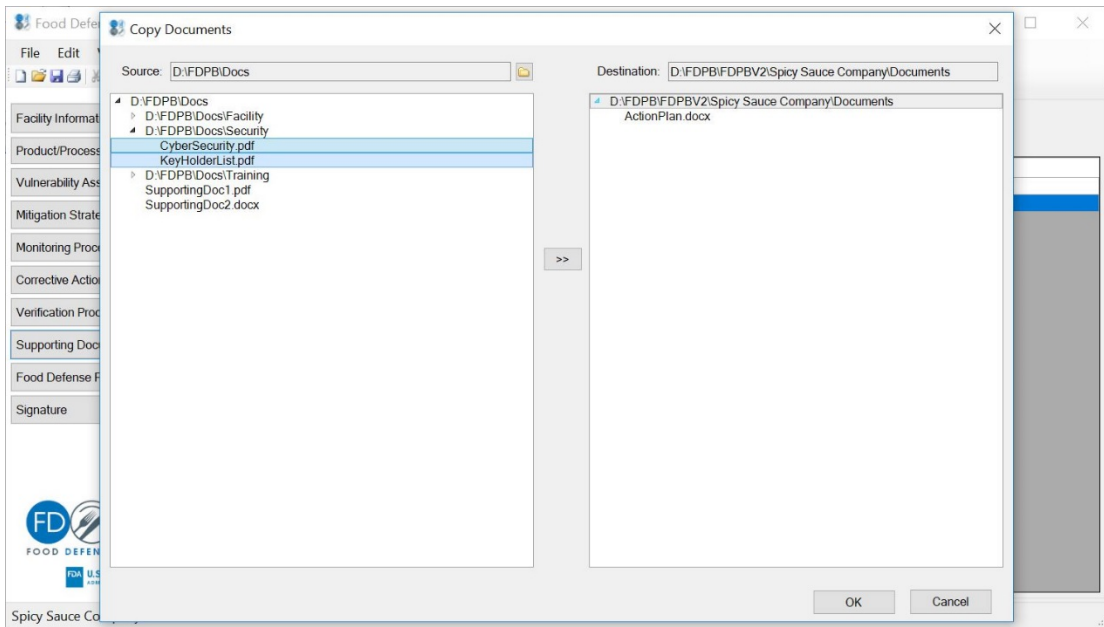 Food Defe
Copy Documents
File Edit
Source: D:\FDPB\Docs
Destination: D:\FDPB\FDPBV2\Spicy Sauce Company\Documents
D:\FDPB\Docs
D:\FDPB\Docs\Facility
D:\FDPB\Docs\Security
CyberSecurity.pdf
KeyHolderList.pdf
D:\FDPB\Docs\Training
SupportingDoc1.pdf
SupportingDoc2.docx
>>
D:\FDPB\FDPBV2\Spicy Sauce Company\Documents
ActionPlan.docx
Facility Informat
Product/Process
Vulnerability Ass
Mitigation Strate
Monitoring Proce
Corrective Action
Verification Proc
Supporting Doc
Food Defense P
Signature
FD
FOOD DEFEN
FDA U.S
OK Cancel
Spicy Sauce Co